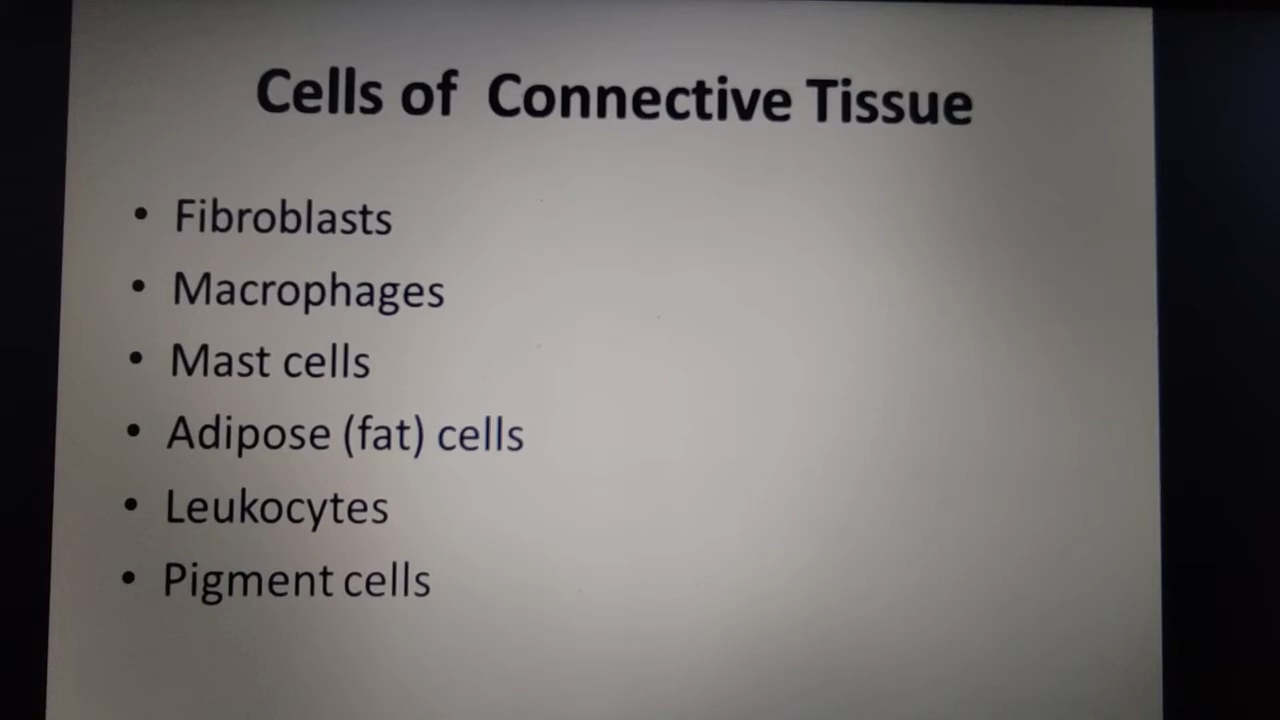 Cells of Connective Tissue
• Fibroblasts
• Macrophages
• Mast cells
• Adipose (fat) cells
• Leukocytes
• Pigment cells